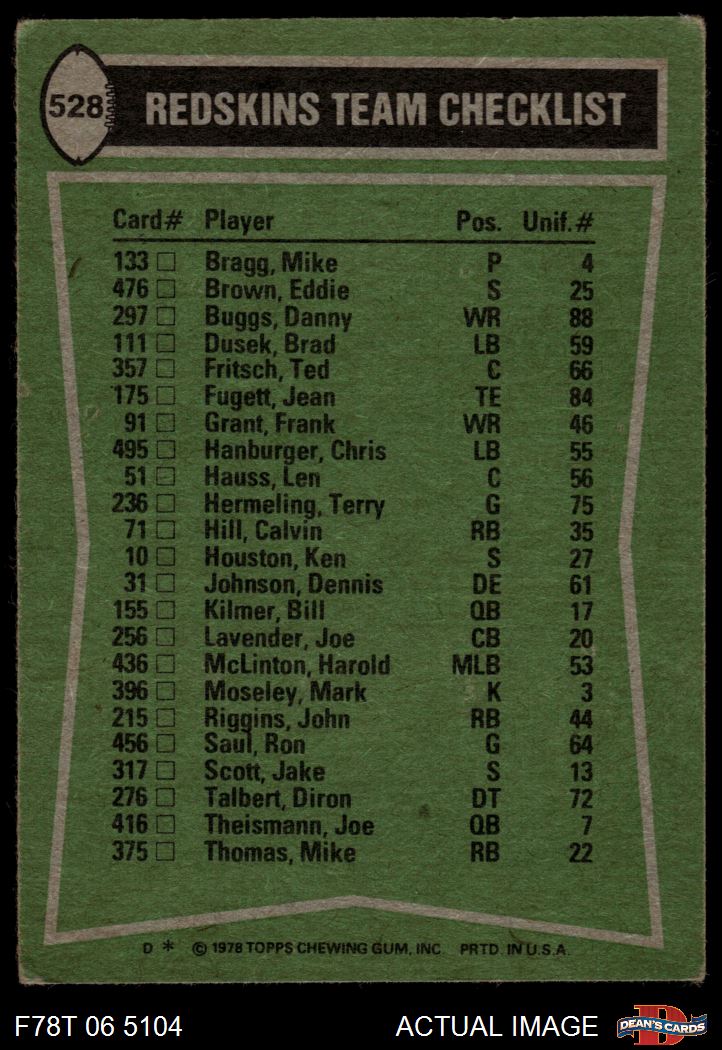 528 REDSKINS TEAM CHECKLIST
Card# Player Pos. Unif.#
133 Bragg, Mike P 4
476 Brown, Eddie S 25
297 Buggs, Danny WR 88
111 Dusek, Brad LB 59
357 Fritsch, Ted C 66
175 Fugett, Jean TE 84
91 Grant, Frank WR 46
495 Hanburger, Chris LB 55
51 Hauss, Len C 56
236 Hermeling, Terry G 75
71 Hill, Calvin RB 35
10 Houston, Ken S 27
31 Johnson, Dennis DE 61
155 Kilmer, Bill QB 17
256 Lavender, Joe CB 20
436 McLinton, Harold MLB 53
396 Moseley, Mark K 3
215 Riggins, John RB 44
456 Saul, Ron G 64
317 Scott, Jake S 13
276 Talbert, Diron DT 72
416 Theismann, Joe QB 7
375 Thomas, Mike RB 22
D * © 1978 TOPPS CHEWING GUM, INC. PRTD. IN U.S.A.
F78T 06 5104 ACTUAL IMAGE D DEAN'S CARDS